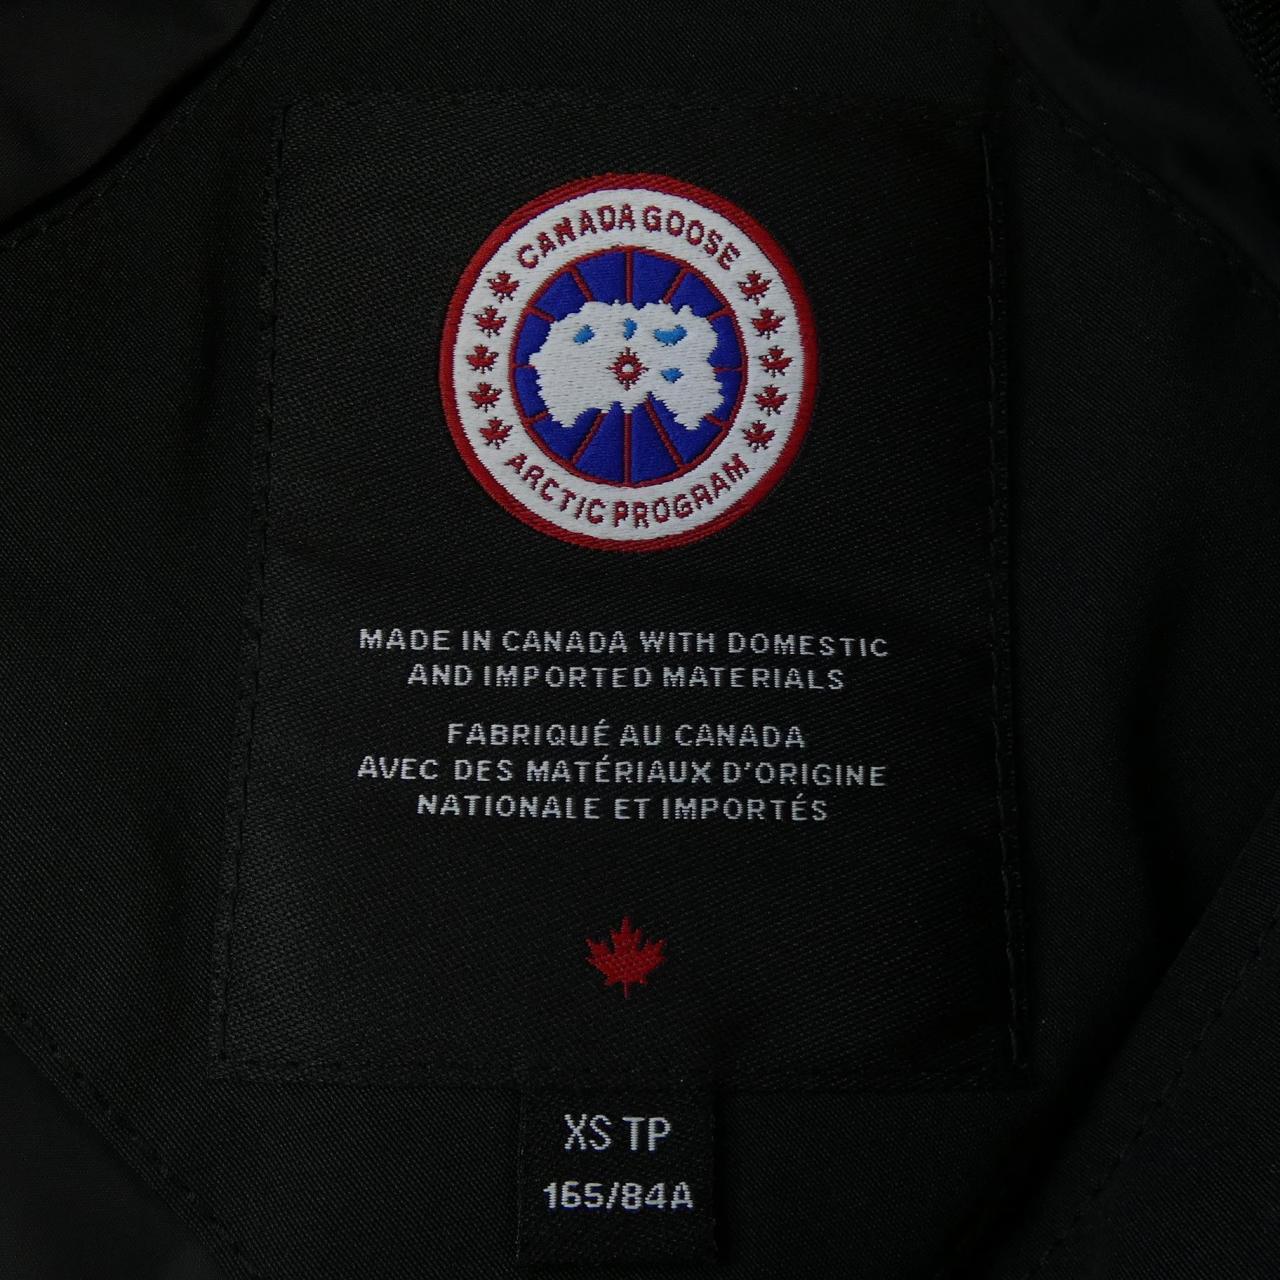 CANADA GOOSE
ARCTIC PROGRAM
MADE IN CANADA WITH DOMESTIC
AND IMPORTED MATERIALS
FABRIQUÉ AU CANADA
AVEC DES MATÉRIAUX D'ORIGINE
NATIONALE ET IMPORTÉS
XS TP
165/84A